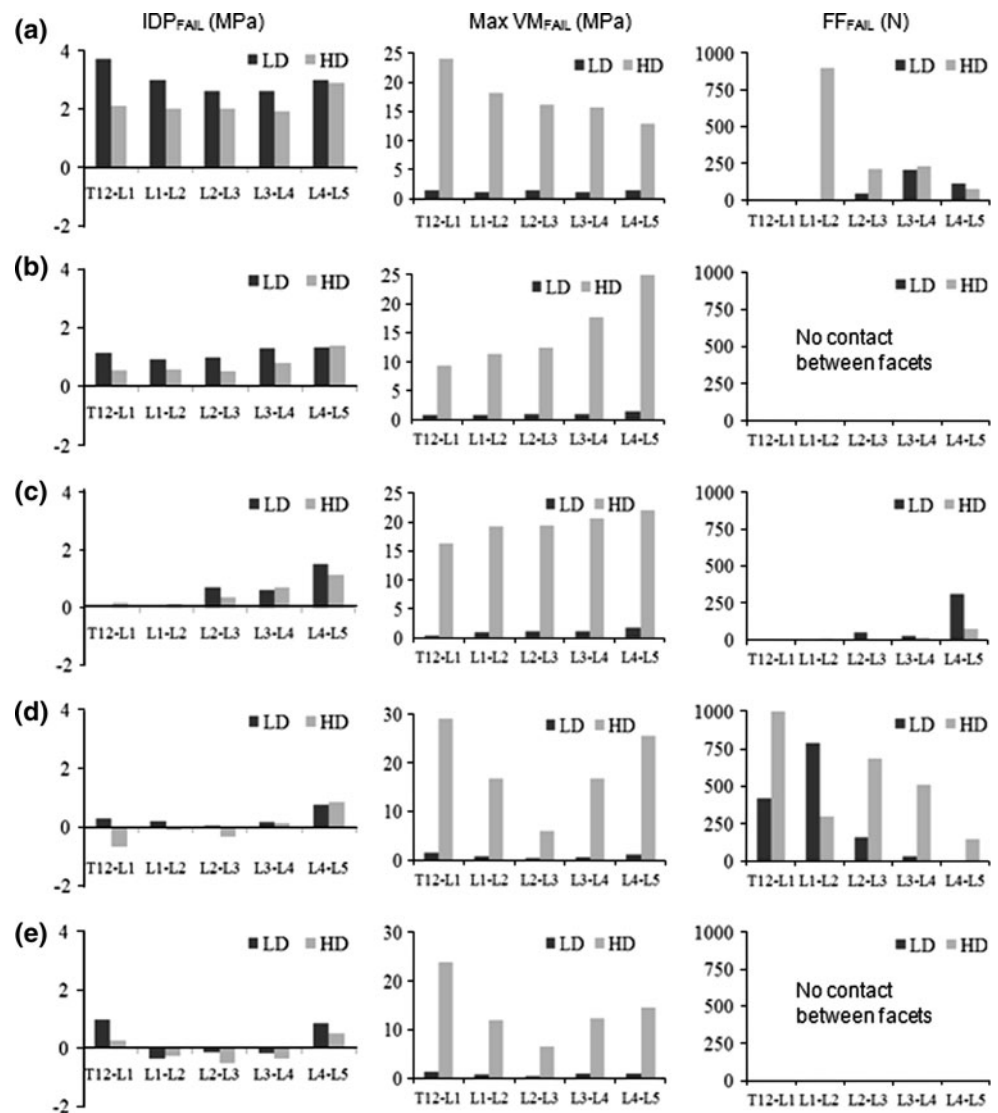 IDPFAIL (MPa) Max VMFAIL (MPa) FFFAIL (N)
(a)
4
2
0
-2
LD HD
T12-L1 L1-L2 L2-L3 L3-L4 L4-L5
25
20
15
10
5
0
LD HD
T12-L1 L1-L2 L2-L3 L3-L4 L4-L5
1000
750
500
250
0
LD HD
T12-L1 L1-L2 L2-L3 L3-L4 L4-L5
(b)
4
2
0
-2
LD HD
T12-L1 L1-L2 L2-L3 L3-L4 L4-L5
25
20
15
10
5
0
LD HD
T12-L1 L1-L2 L2-L3 L3-L4 L4-L5
1000
750
500
250
0
LD HD
No contact
between facets
T12-L1 L1-L2 L2-L3 L3-L4 L4-L5
(c)
4
2
0
-2
LD HD
T12-L1 L1-L2 L2-L3 L3-L4 L4-L5
25
20
15
10
5
0
LD HD
T12-L1 L1-L2 L2-L3 L3-L4 L4-L5
1000
750
500
250
0
LD HD
T12-L1 L1-L2 L2-L3 L3-L4 L4-L5
(d)
4
2
0
-2
LD HD
T12-L1 L1-L2 L2-L3 L3-L4 L4-L5
30
20
10
0
LD HD
T12-L1 L1-L2 L2-L3 L3-L4 L4-L5
1000
750
500
250
0
LD HD
T12-L1 L1-L2 L2-L3 L3-L4 L4-L5
(e)
4
2
0
-2
LD HD
T12-L1 L1-L2 L2-L3 L3-L4 L4-L5
30
20
10
0
LD HD
T12-L1 L1-L2 L2-L3 L3-L4 L4-L5
1000
750
500
250
0
LD HD
No contact
between facets
T12-L1 L1-L2 L2-L3 L3-L4 L4-L5